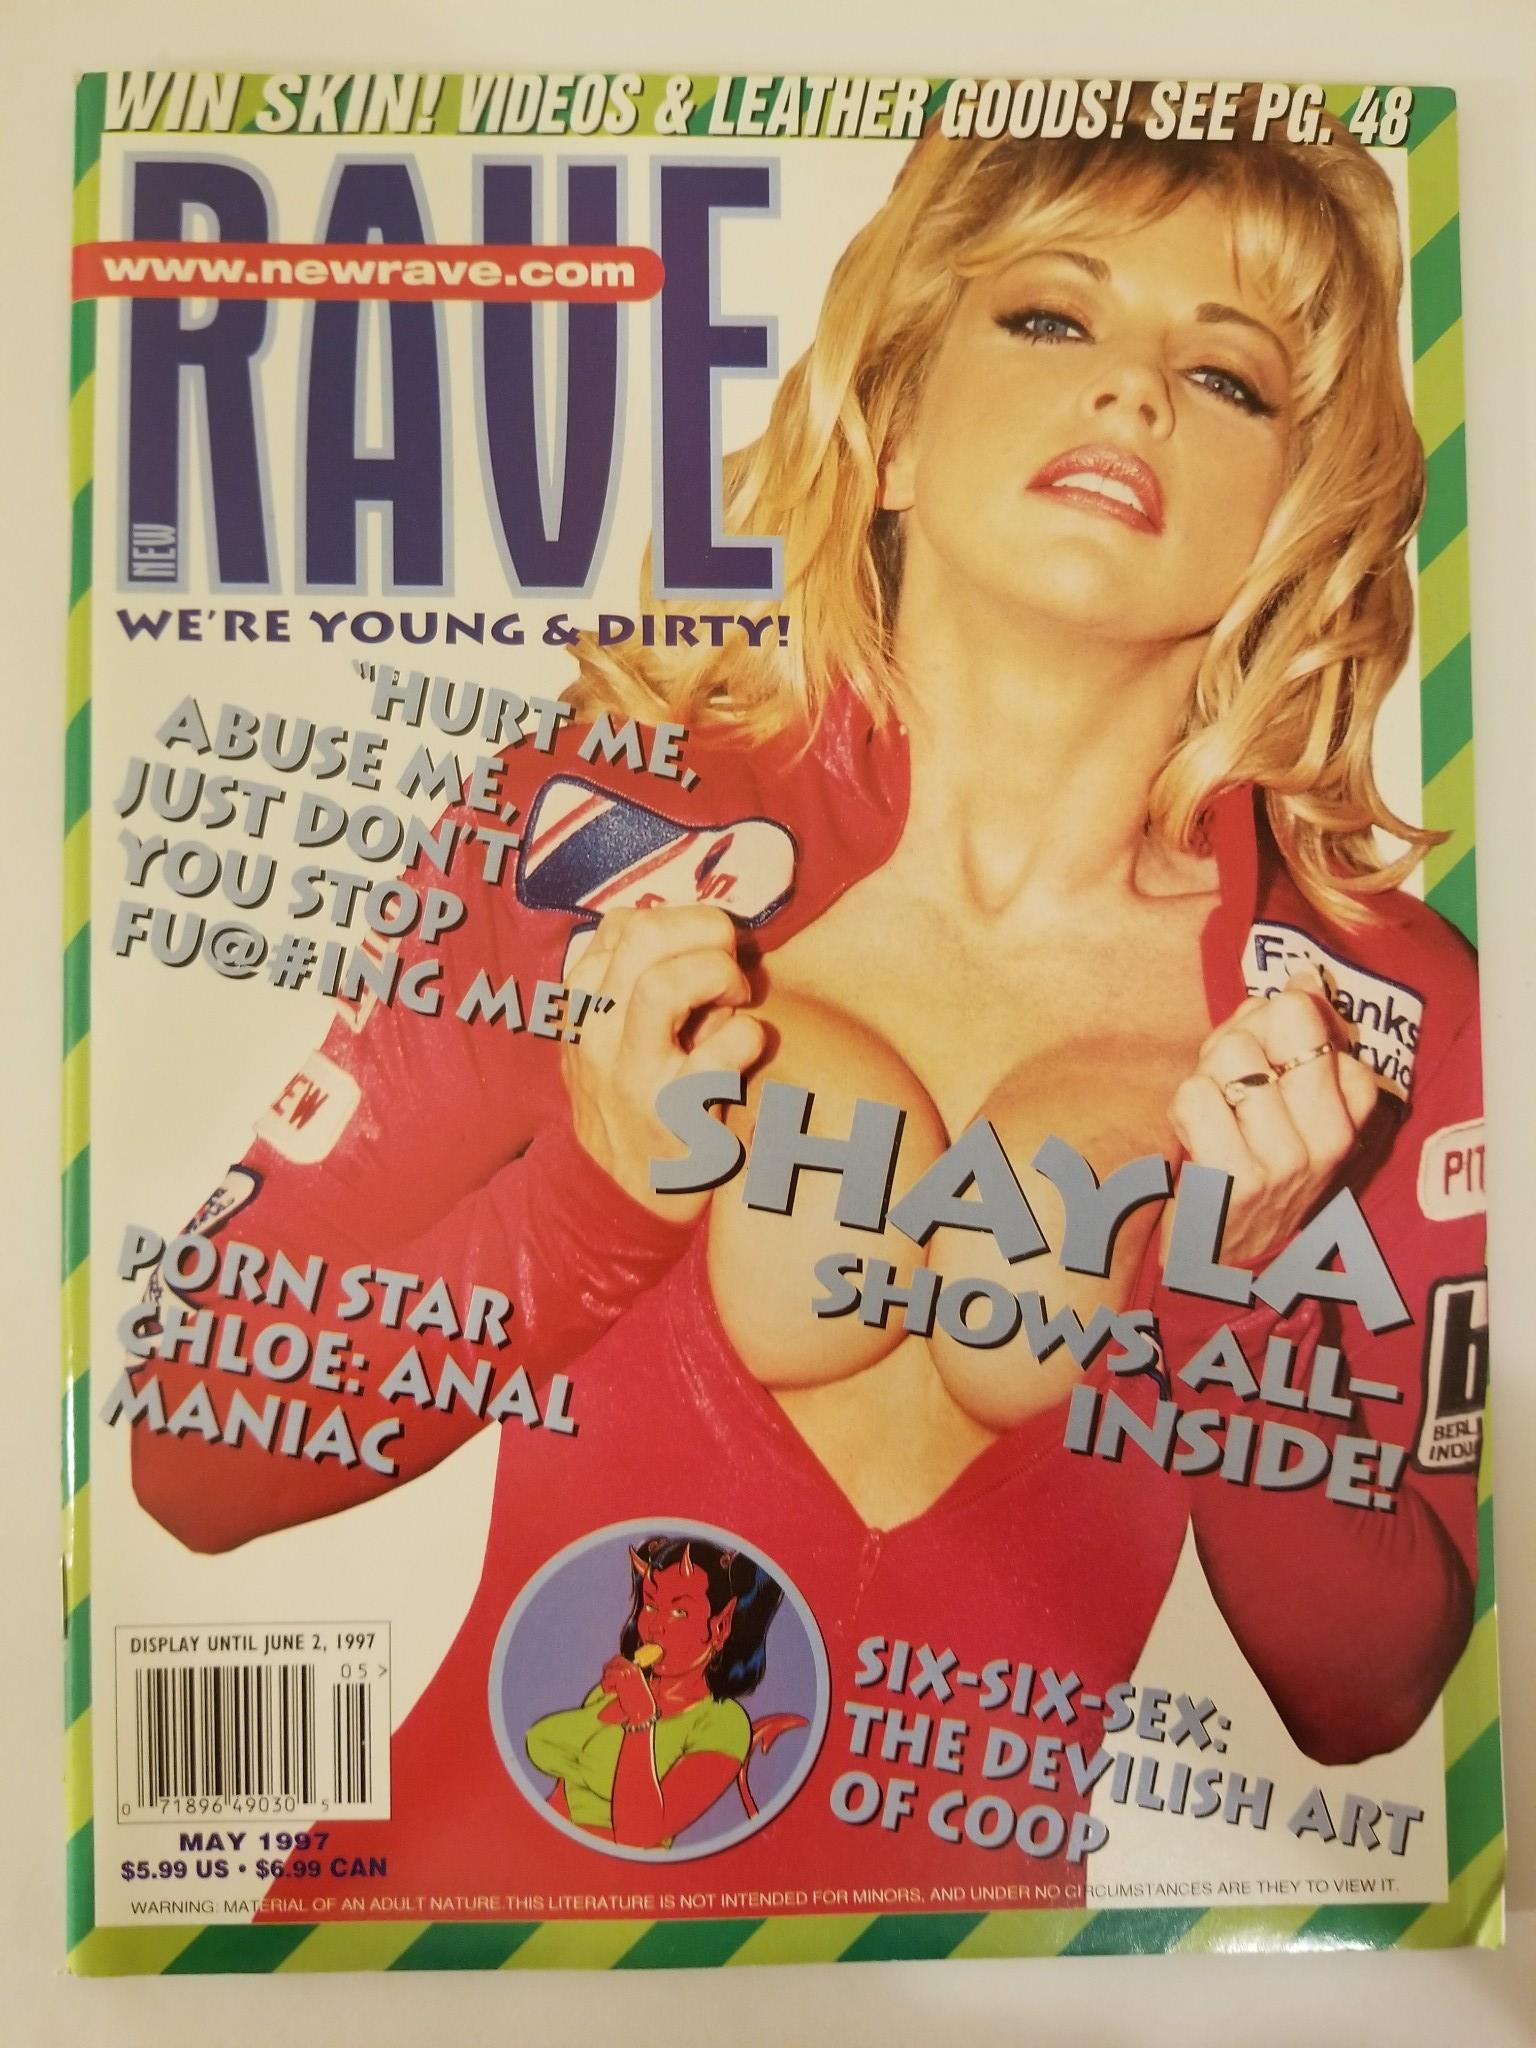 WIN SKIN! VIDEOS & LEATHER GOODS! SEE PG. 48
NEW RAVE
www.newrave.com
WE'RE YOUNG & DIRTY!
"HURT ME,
ABUSE ME,
JUST DON'T
YOU STOP
FU@#ING ME!"
SHAYLA
SHOWS ALL–
INSIDE!
PORN STAR
CHLOE: ANAL
MANIAC
PIT
BERLI
INDU
SIX-SIX-SEX:
THE DEVILISH ART
OF COOP
DISPLAY UNTIL JUNE 2, 1997
05>
0 71896 49030 5
MAY 1997
$5.99 US • $6.99 CAN
WARNING: MATERIAL OF AN ADULT NATURE. THIS LITERATURE IS NOT INTENDED FOR MINORS, AND UNDER NO CIRCUMSTANCES ARE THEY TO VIEW IT.